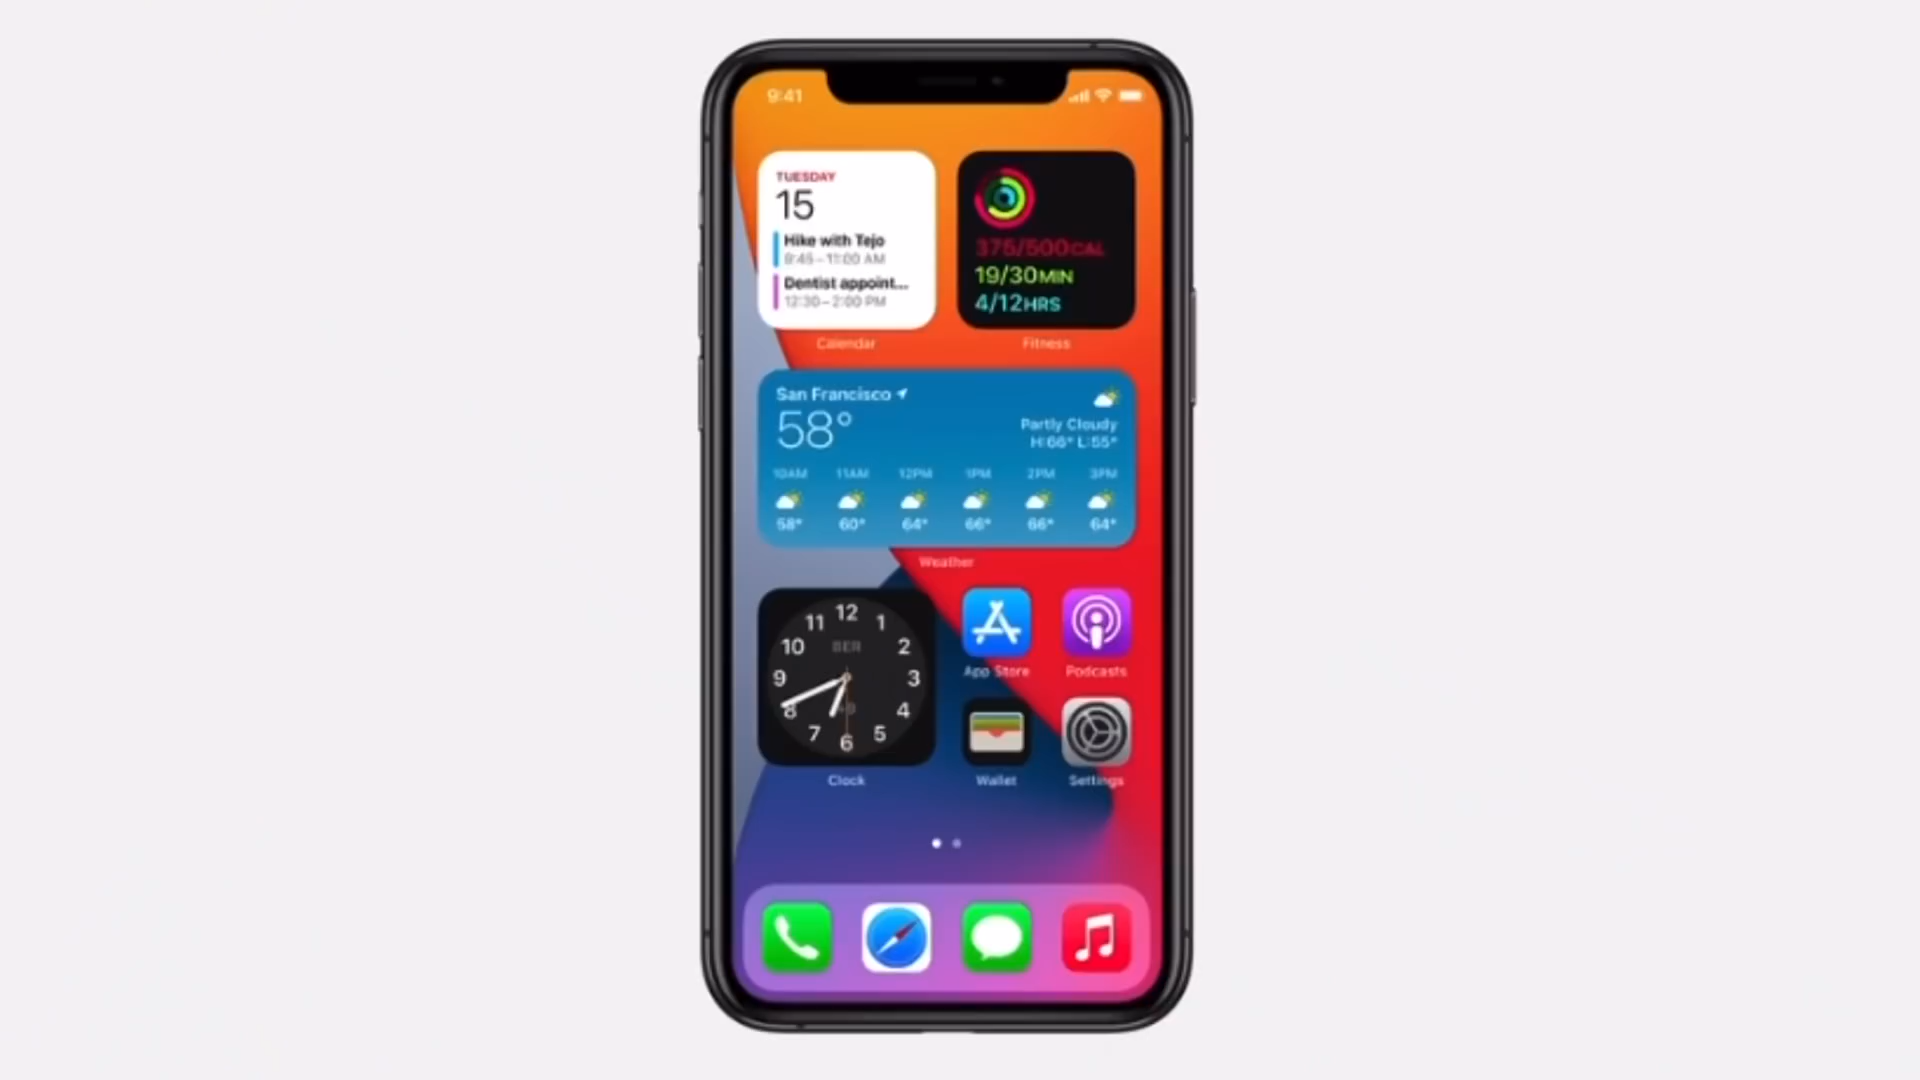 9:41
TUESDAY
15
Hike with Tejo
9:45–11:00 AM
Dentist appoint...
12:30–2:00 PM
Calendar
375/500CAL
19/30MIN
4/12HRS
Fitness
San Francisco
58°
Partly Cloudy
H:66° L:55°
10AM 11AM 12PM 1PM 2PM 3PM
58° 60° 64° 66° 66° 64°
Weather
12
11 1
BER
10 2
9 3
8 4
7 5
6
Clock
App Store Podcasts
Wallet Settings